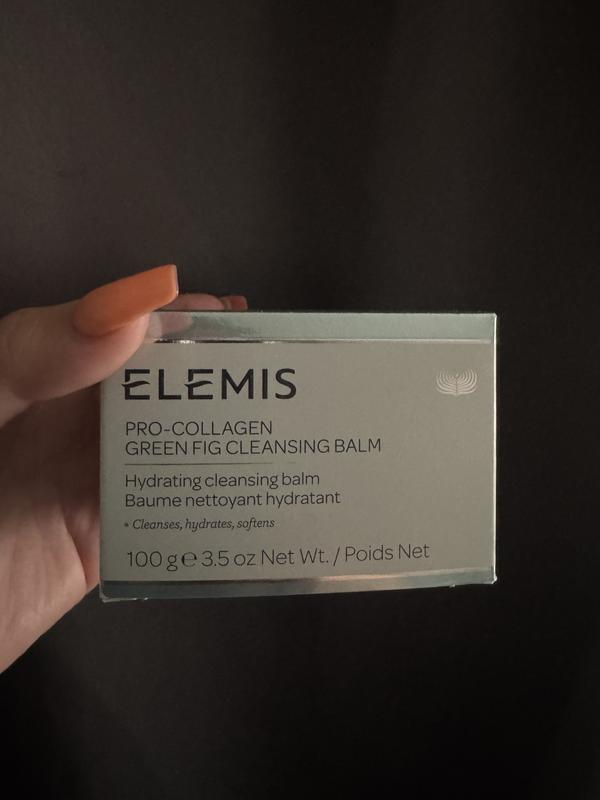 ELEMIS
PRO-COLLAGEN
GREEN FIG CLEANSING BALM
Hydrating cleansing balm
Baume nettoyant hydratant
• Cleanses, hydrates, softens
100 g ℮ 3.5 oz Net Wt. / Poids Net